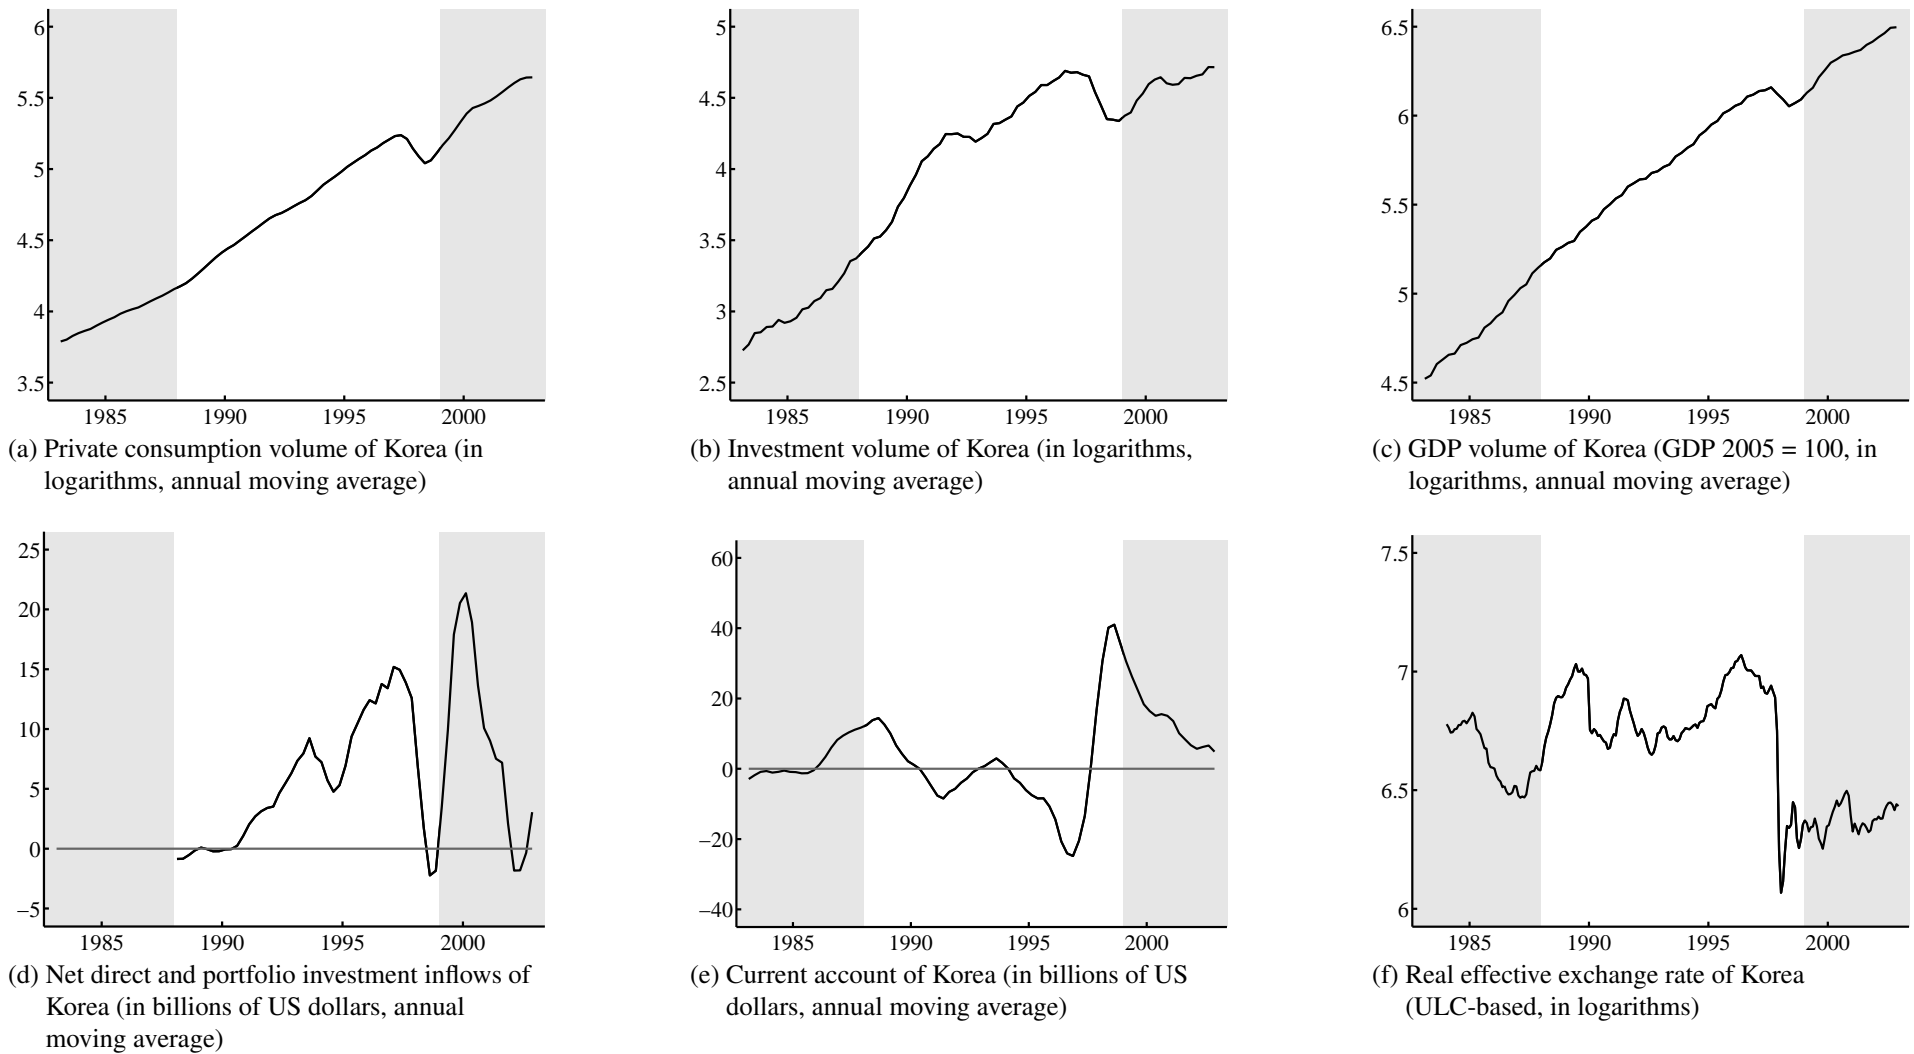 6
5.5
5
4.5
4
3.5
1985 1990 1995 2000
(a) Private consumption volume of Korea (in
logarithms, annual moving average)
5
4.5
4
3.5
3
2.5
1985 1990 1995 2000
(b) Investment volume of Korea (in logarithms,
annual moving average)
6.5
6
5.5
5
4.5
1985 1990 1995 2000
(c) GDP volume of Korea (GDP 2005 = 100, in
logarithms, annual moving average)
25
20
15
10
5
0
−5
1985 1990 1995 2000
(d) Net direct and portfolio investment inflows of
Korea (in billions of US dollars, annual
moving average)
60
40
20
0
−20
−40
1985 1990 1995 2000
(e) Current account of Korea (in billions of US
dollars, annual moving average)
7.5
7
6.5
6
1985 1990 1995 2000
(f) Real effective exchange rate of Korea
(ULC-based, in logarithms)